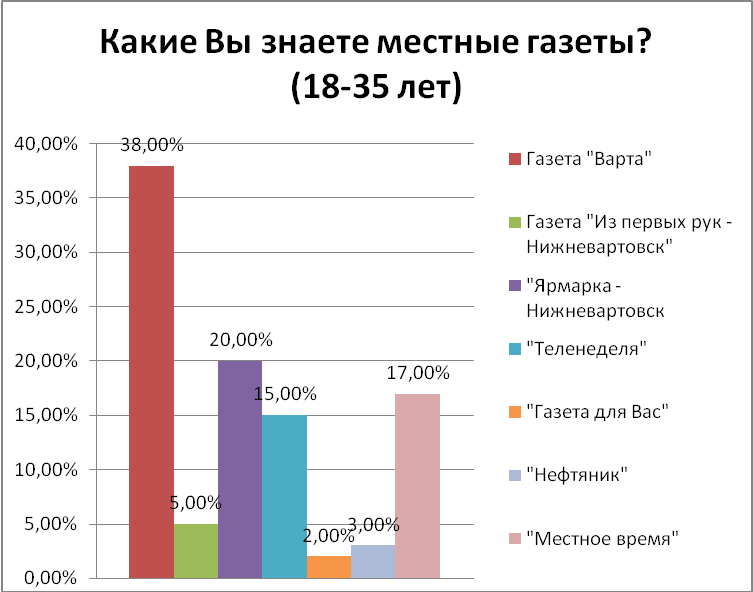 Какие Вы знаете местные газеты?
(18-35 лет)
40,00%
35,00%
30,00%
25,00%
20,00%
15,00%
10,00%
5,00%
0,00%
38,00%
5,00%
20,00%
15,00%
2,00%
3,00%
17,00%
Газета "Варта"
Газета "Из первых рук -
Нижневартовск"
"Ярмарка -
Нижневартовск
"Теленеделя"
"Газета для Вас"
"Нефтяник"
"Местное время"